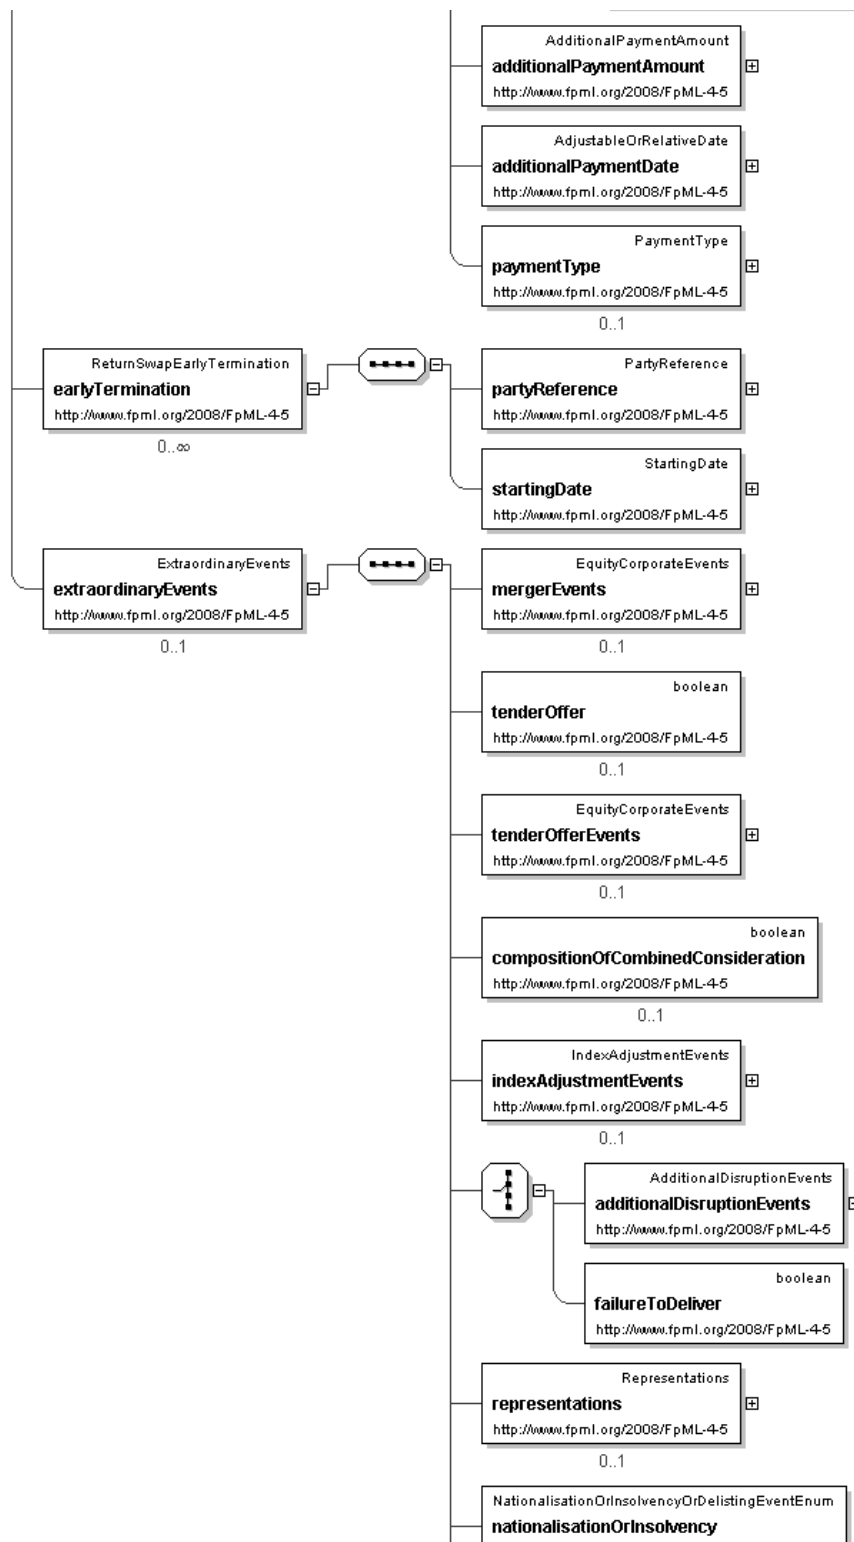 AdditionalPaymentAmount
additionalPaymentAmount
http://www.fpml.org/2008/FpML-4-5
AdjustableOrRelativeDate
additionalPaymentDate
http://www.fpml.org/2008/FpML-4-5
PaymentType
paymentType
http://www.fpml.org/2008/FpML-4-5
0..1
ReturnSwapEarlyTermination
earlyTermination
http://www.fpml.org/2008/FpML-4-5
0..∞
PartyReference
partyReference
http://www.fpml.org/2008/FpML-4-5
StartingDate
startingDate
http://www.fpml.org/2008/FpML-4-5
ExtraordinaryEvents
extraordinaryEvents
http://www.fpml.org/2008/FpML-4-5
0..1
EquityCorporateEvents
mergerEvents
http://www.fpml.org/2008/FpML-4-5
0..1
boolean
tenderOffer
http://www.fpml.org/2008/FpML-4-5
0..1
EquityCorporateEvents
tenderOfferEvents
http://www.fpml.org/2008/FpML-4-5
0..1
boolean
compositionOfCombinedConsideration
http://www.fpml.org/2008/FpML-4-5
0..1
IndexAdjustmentEvents
indexAdjustmentEvents
http://www.fpml.org/2008/FpML-4-5
0..1
AdditionalDisruptionEvents
additionalDisruptionEvents
http://www.fpml.org/2008/FpML-4-5
boolean
failureToDeliver
http://www.fpml.org/2008/FpML-4-5
Representations
representations
http://www.fpml.org/2008/FpML-4-5
0..1
NationalisationOrInsolvencyOrDelistingEventEnum
nationalisationOrInsolvency